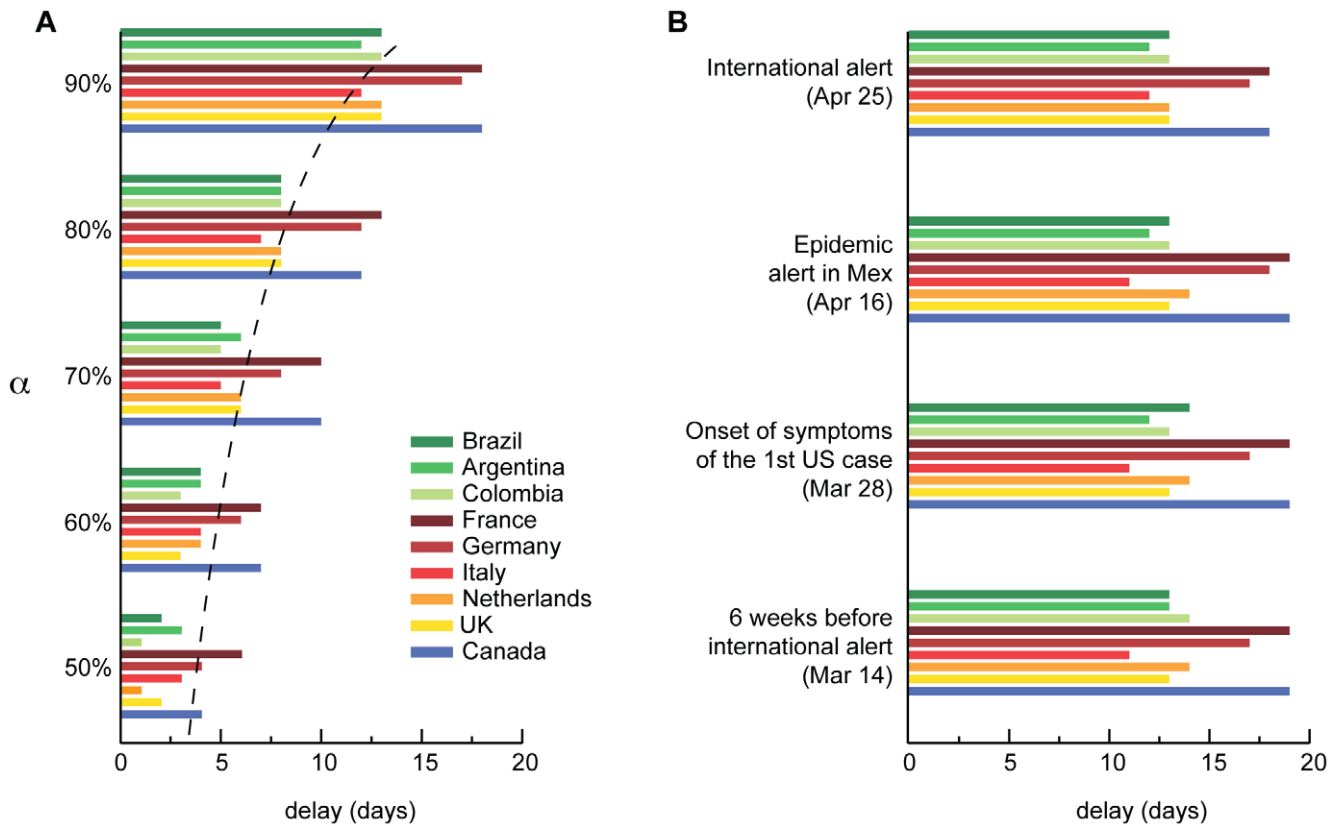 A
90%
80%
70%
α
60%
50%
Brazil
Argentina
Colombia
France
Germany
Italy
Netherlands
UK
Canada
0 5 10 15 20
delay (days)
B
International alert
(Apr 25)
Epidemic
alert in Mex
(Apr 16)
Onset of symptoms
of the 1st US case
(Mar 28)
6 weeks before
international alert
(Mar 14)
0 5 10 15 20
delay (days)